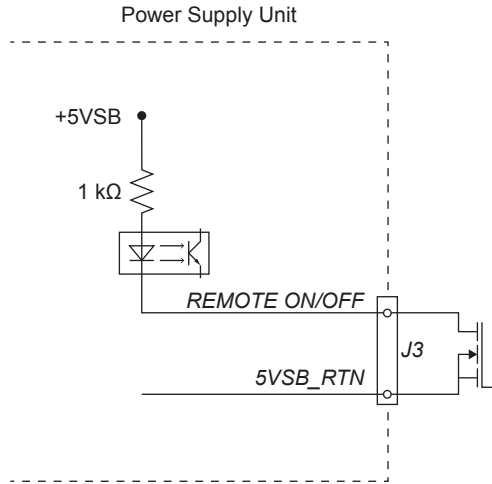 Power Supply Unit
+5VSB
1 kΩ
REMOTE ON/OFF
J3
5VSB_RTN